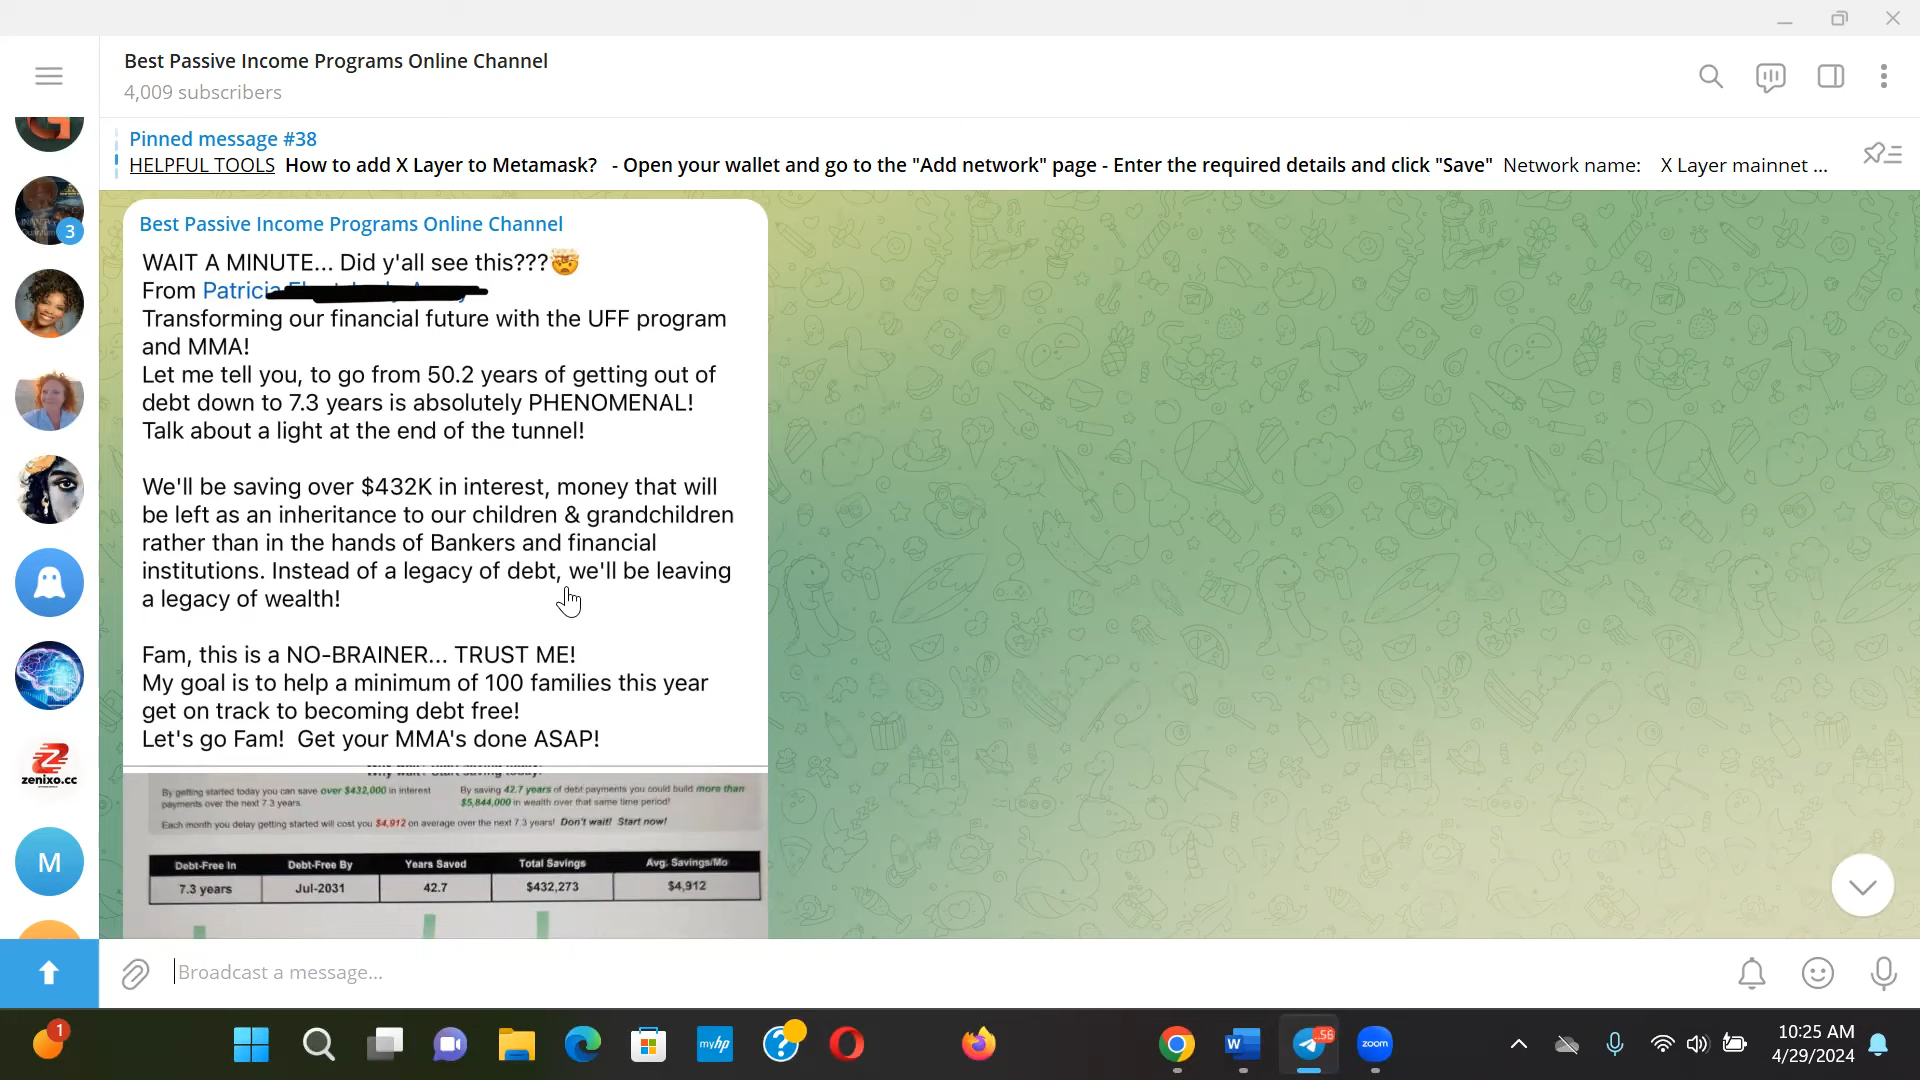 Best Passive Income Programs Online Channel
4,009 subscribers
Pinned message #38
HELPFUL TOOLS How to add X Layer to Metamask? - Open your wallet and go to the "Add network" page - Enter the required details and click "Save" Network name: X Layer mainnet ...
3
Best Passive Income Programs Online Channel
WAIT A MINUTE... Did y'all see this???🤯
From Patricia
Transforming our financial future with the UFF program
and MMA!
Let me tell you, to go from 50.2 years of getting out of
debt down to 7.3 years is absolutely PHENOMENAL!
Talk about a light at the end of the tunnel!
We'll be saving over $432K in interest, money that will
be left as an inheritance to our children & grandchildren
rather than in the hands of Bankers and financial
institutions. Instead of a legacy of debt, we'll be leaving
a legacy of wealth!
Fam, this is a NO-BRAINER... TRUST ME!
My goal is to help a minimum of 100 families this year
get on track to becoming debt free!
Let's go Fam! Get your MMA's done ASAP!
By getting started today you can save over $432,000 in interest
payments over the next 7.3 years.
By saving 42.7 years of debt payments you could build more than
$5,844,000 in wealth over that same time period!
Each month you delay getting started will cost you $4,912 on average over the next 7.3 years! Don't wait! Start now!
Debt-Free In Debt-Free By Years Saved Total Savings Avg. Savings/Mo
7.3 years Jul-2031 42.7 $432,273 $4,912
zenixo.cc
M
Broadcast a message...
1
myhp
W
..56
zoom
10:25 AM
4/29/2024